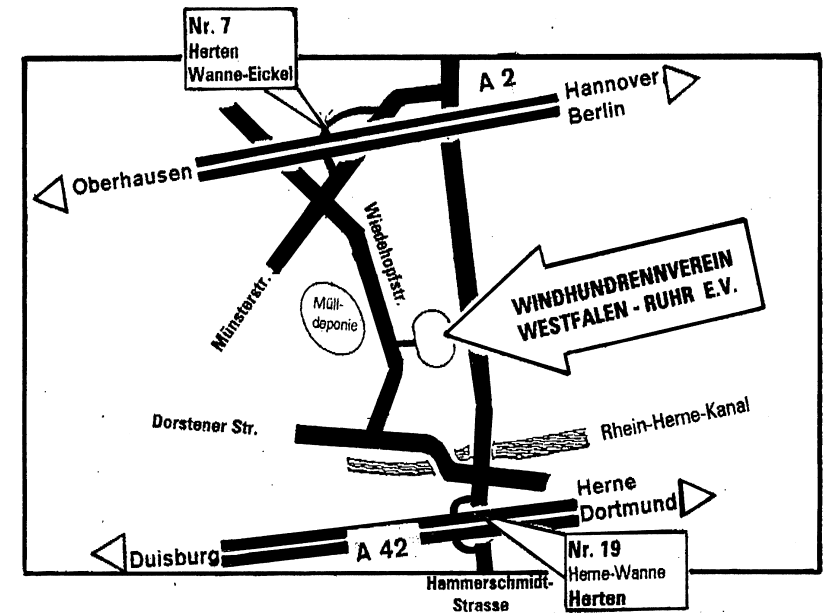 Nr. 7
Herten
Wanne-Eickel
A 2
Hannover
Berlin
Oberhausen
Wiedehopfstr.
Münsterstr.
Müll-
deponie
WINDHUNDRENNVEREIN
WESTFALEN - RUHR E.V.
Dorstener Str.
Rhein-Herne-Kanal
Herne
Dortmund
Duisburg
A 42
Nr. 19
Herne-Wanne
Herten
Hammerschmidt-
Strasse